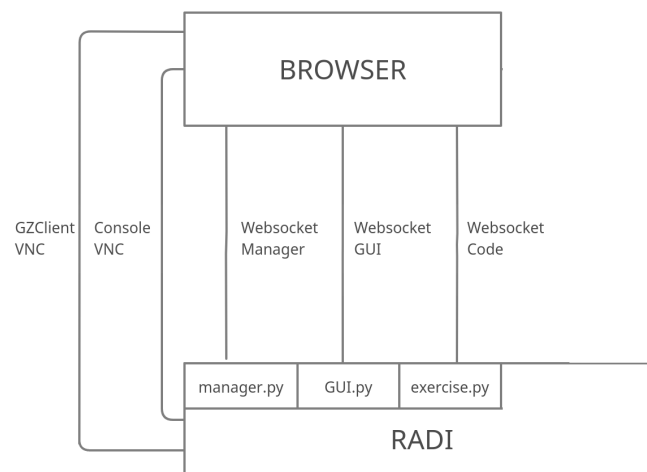 BROWSER
GZClient
VNC
Console
VNC
Websocket
Manager
Websocket
GUI
Websocket
Code
manager.py
GUI.py
exercise.py
RADI